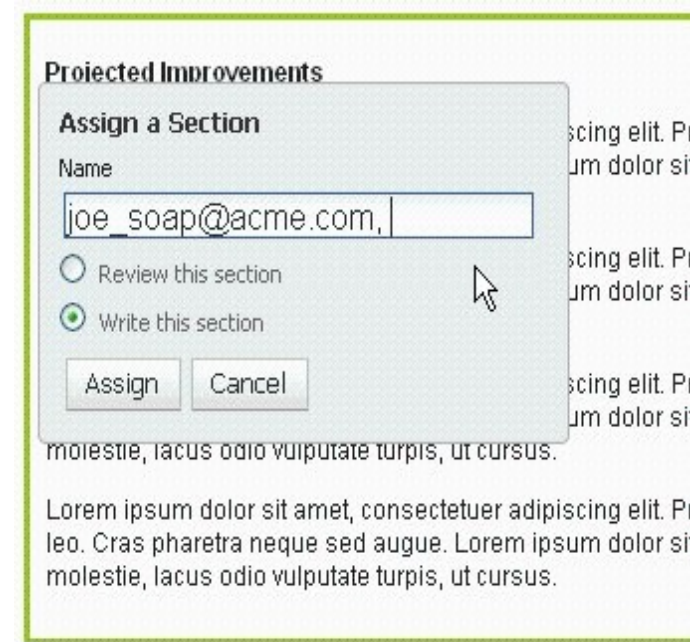 Projected Improvements
Assign a Section
Name
joe_soap@acme.com,
Review this section
Write this section
Assign Cancel
scing elit. Pr
um dolor sit
scing elit. Pr
um dolor sit
scing elit. Pr
um dolor sit
molestie, lacus odio vulputate turpis, ut cursus.
Lorem ipsum dolor sit amet, consectetuer adipiscing elit. Pr
leo. Cras pharetra neque sed augue. Lorem ipsum dolor sit
molestie, lacus odio vulputate turpis, ut cursus.